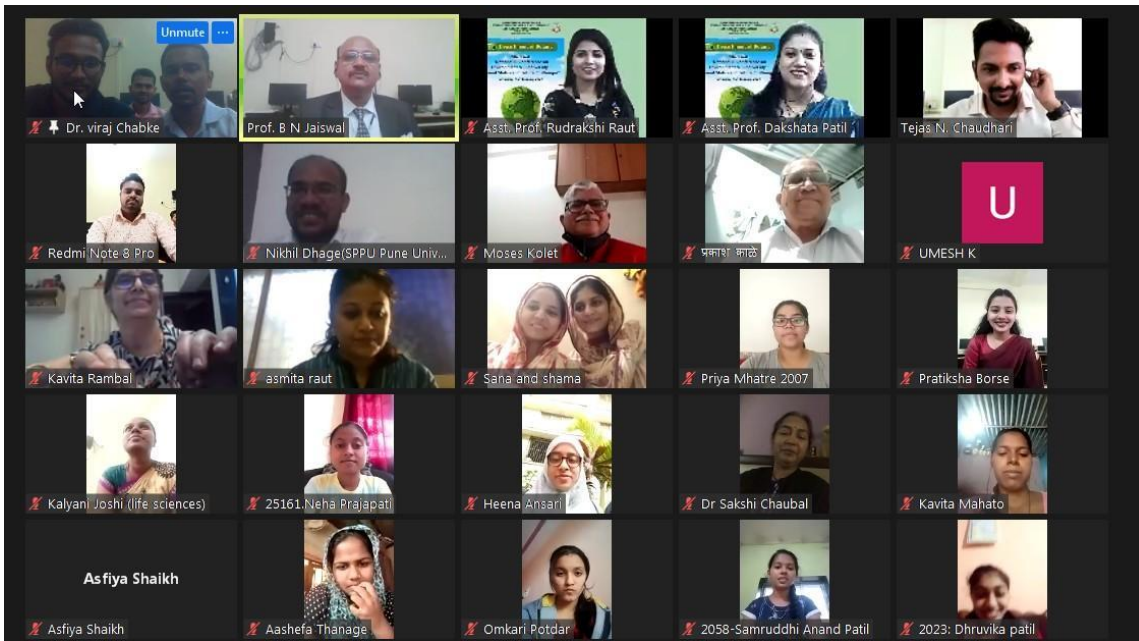 Unmute ...
Dr. viraj Chabke
Prof. B N Jaiswal
Asst. Prof. Rudrakshi Raut
Asst. Prof. Dakshata Patil
Tejas N. Chaudhari
Redmi Note 8 Pro
Nikhil Dhage(SPPU Pune Univ...
Moses Kolet
प्रकाश काळे
U
UMESH K
Kavita Rambal
asmita raut
Sana and shama
Priya Mhatre 2007
Pratiksha Borse
Kalyani Joshi (life sciences)
25161.Neha Prajapati
Heena Ansari
Dr Sakshi Chaubal
Kavita Mahato
Asfiya Shaikh
Asfiya Shaikh
Aashefa Thanage
Omkari Potdar
2058-Samruddhi Anand Patil
2023: Dhruvika patil